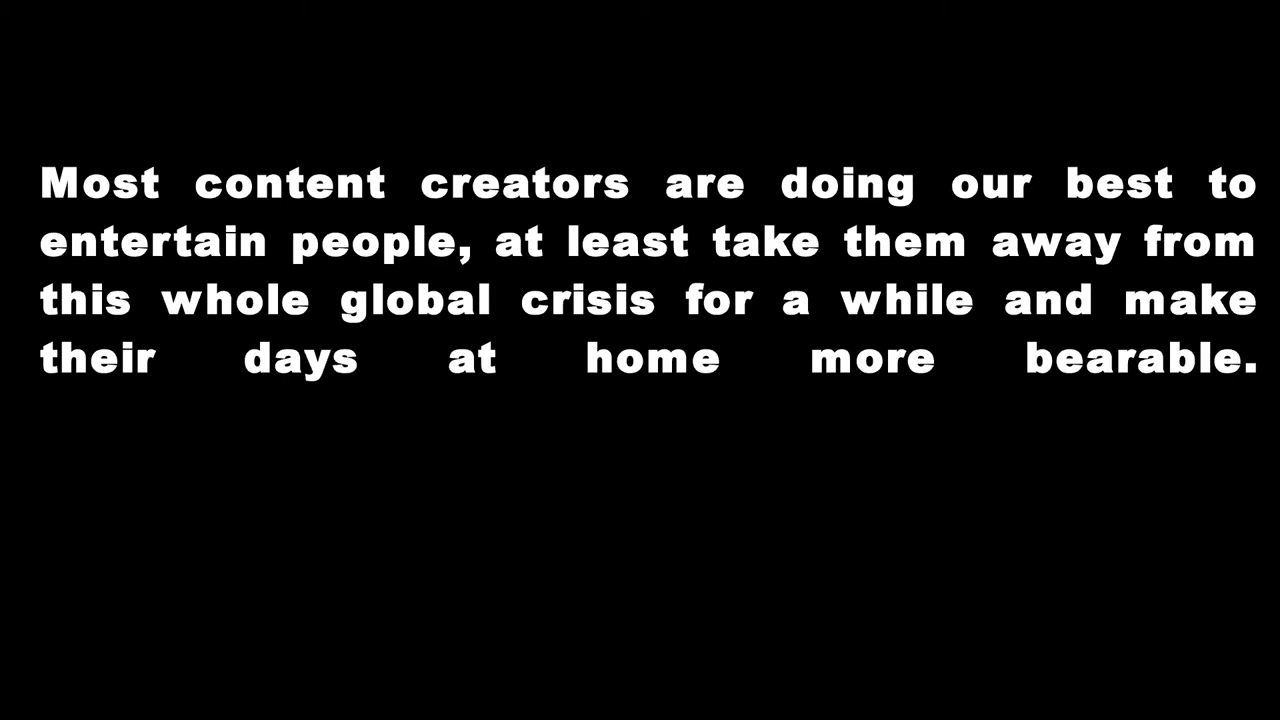 Most content creators are doing our best to
entertain people, at least take them away from
this whole global crisis for a while and make
their days at home more bearable.